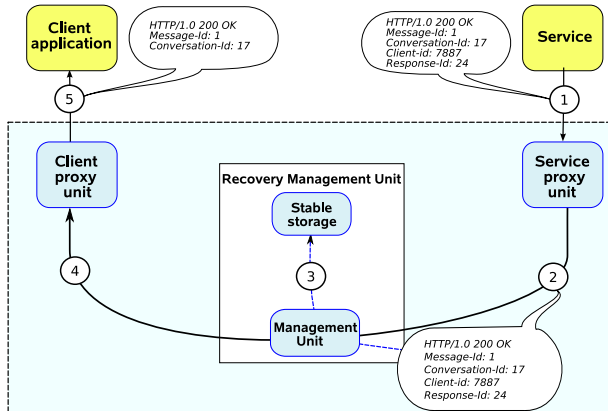 Client
application
HTTP/1.0 200 OK
Message-Id: 1
Conversation-Id: 17
HTTP/1.0 200 OK
Message-Id: 1
Conversation-Id: 17
Client-id: 7887
Response-Id: 24
Service
5
1
Client
proxy
unit
Recovery Management Unit
Stable
storage
Service
proxy
unit
4
3
2
Management
Unit
HTTP/1.0 200 OK
Message-Id: 1
Conversation-Id: 17
Client-id: 7887
Response-Id: 24